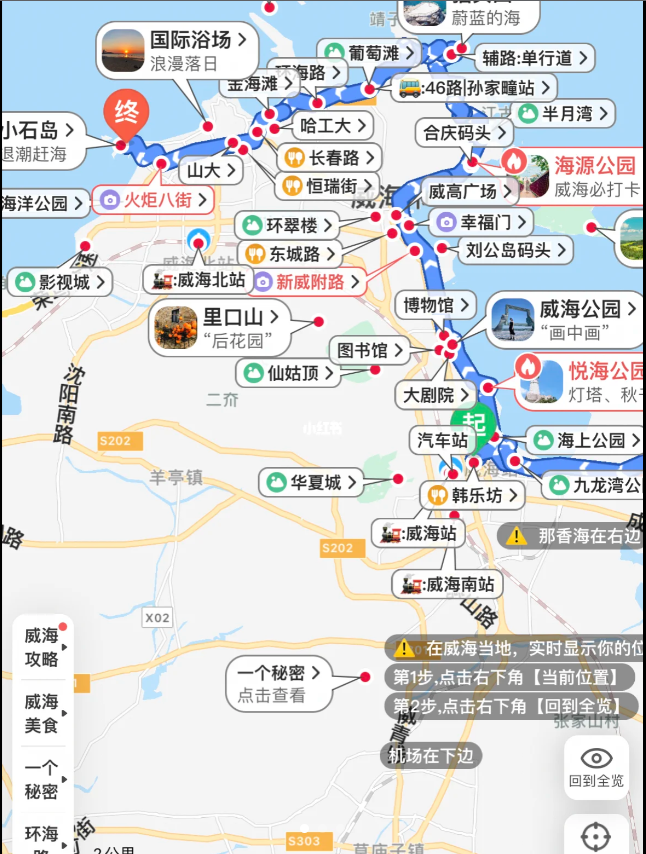 靖子
蔚蓝的海
国际浴场
浪漫落日
葡萄滩
辅路:单行道
环海路
金海滩
:46路|孙家疃站
半月湾
小石岛
退潮赶海
终
哈工大
合庆码头
海源公园
威海必打卡
山大
长春路
恒瑞街
威高广场
海洋公园
火炬八街
环翠楼
幸福门
东城路
刘公岛码头
影视城
:威海北站
新威附路
里口山
“后花园”
博物馆
威海公园
“画中画”
图书馆
仙姑顶
悦海公园
灯塔、秋千
沈阳南路
二夼
大剧院
起
小红书
汽车站
海上公园
S202
羊亭镇
华夏城
韩乐坊
九龙湾公
:威海站
那香海在右边
S202
:威海南站
X02
山路
威海
攻略
在威海当地，实时显示你的位
第1步,点击右下角【当前位置】
第2步,点击右下角【回到全览】
一个秘密
点击查看
威海
美食
张家山村
威青
机场在下边
回到全览
一个
秘密
环海
S303
2公里
草庙子镇